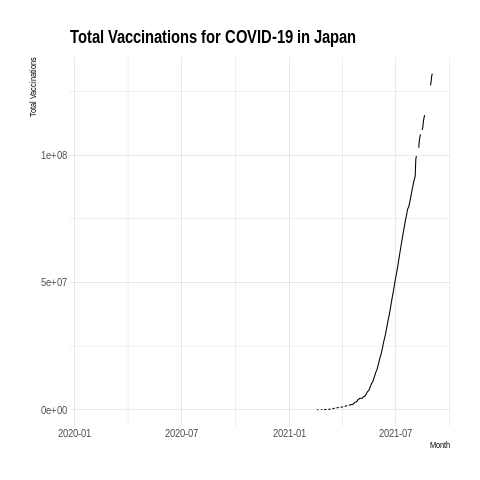 Total Vaccinations for COVID-19 in Japan
Total Vaccinations
1e+08
5e+07
0e+00
2020-01 2020-07 2021-01 2021-07
Month